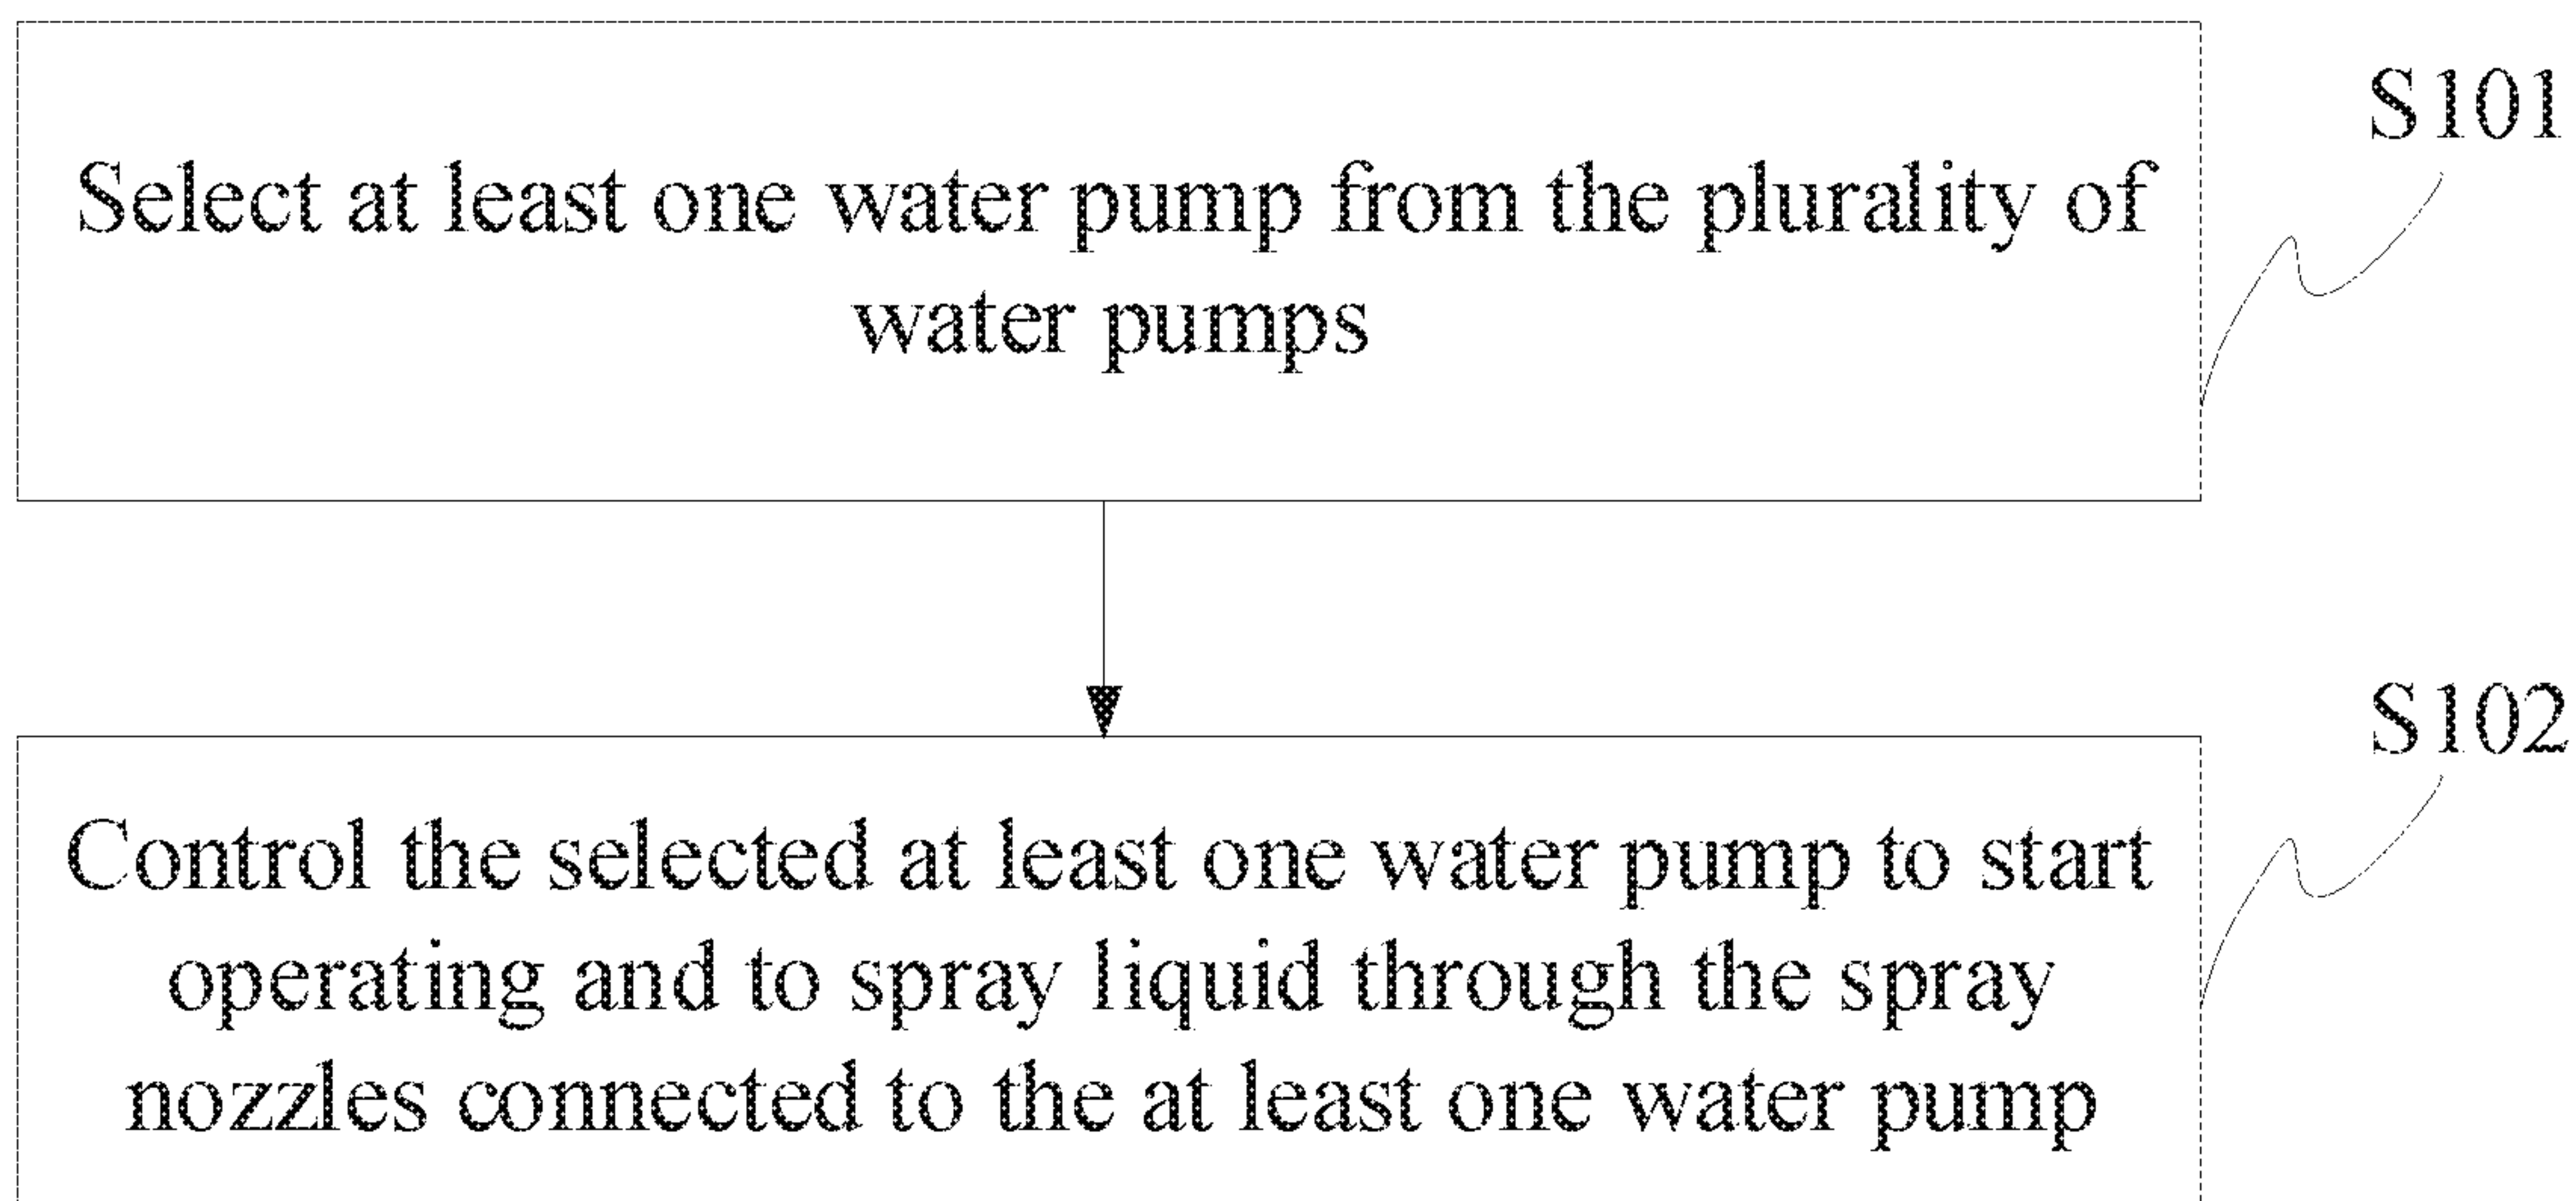 S101
Select at least one water pump from the plurality of
water pumps
S102
Control the selected at least one water pump to start
operating and to spray liquid through the spray
nozzles connected to the at least one water pump